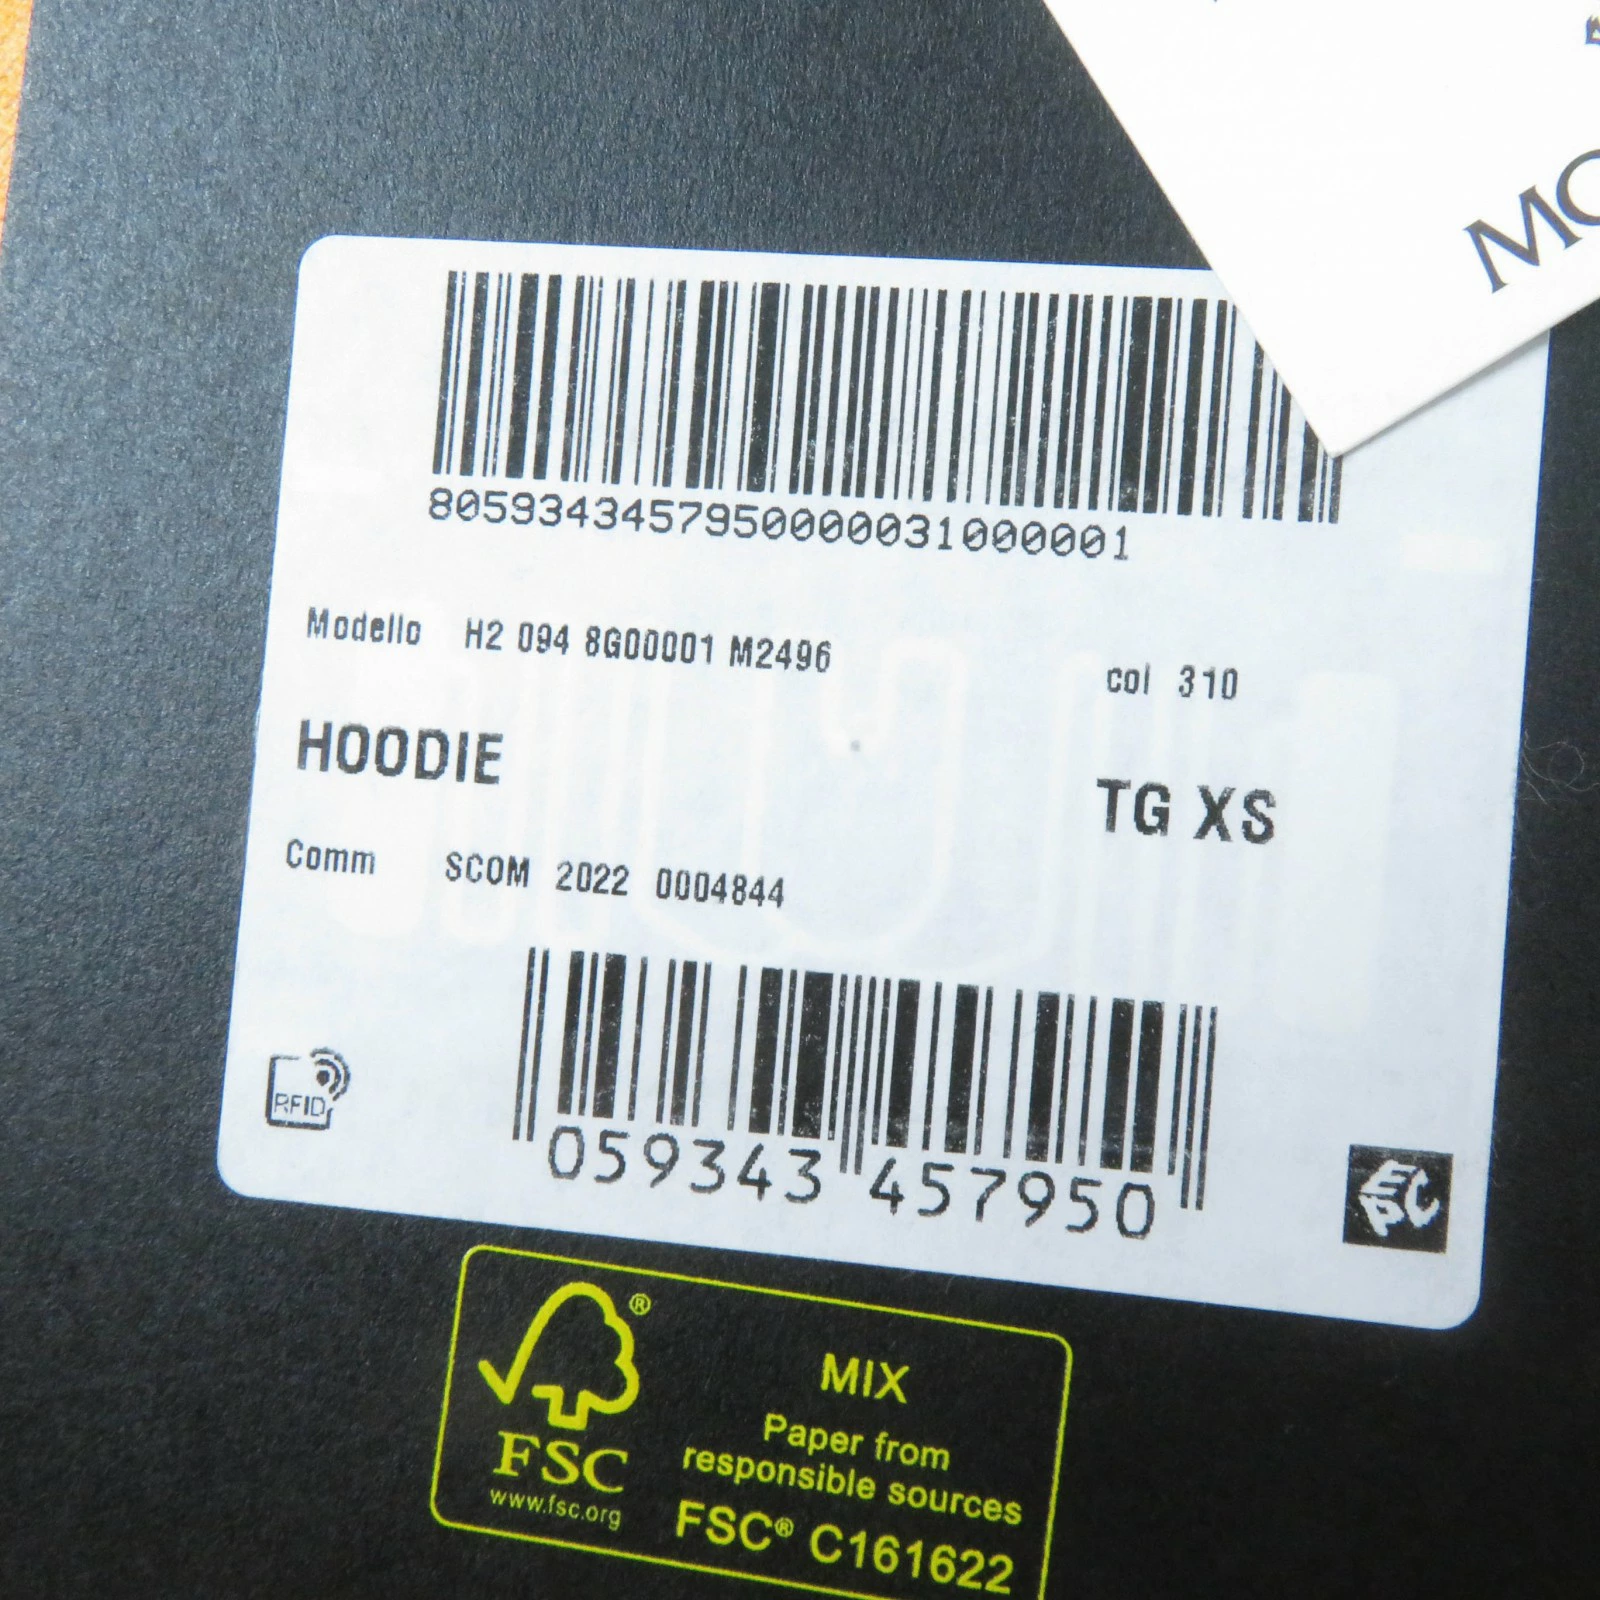 8059343457950000031000001
Modello H2 094 8G00001 M2496
col 310
HOODIE
TG XS
Comm SCOM 2022 0004844
RFID
059343 457950
EPC
® 
FSC
www.fsc.org
MIX
Paper from
responsible sources
FSC® C161622